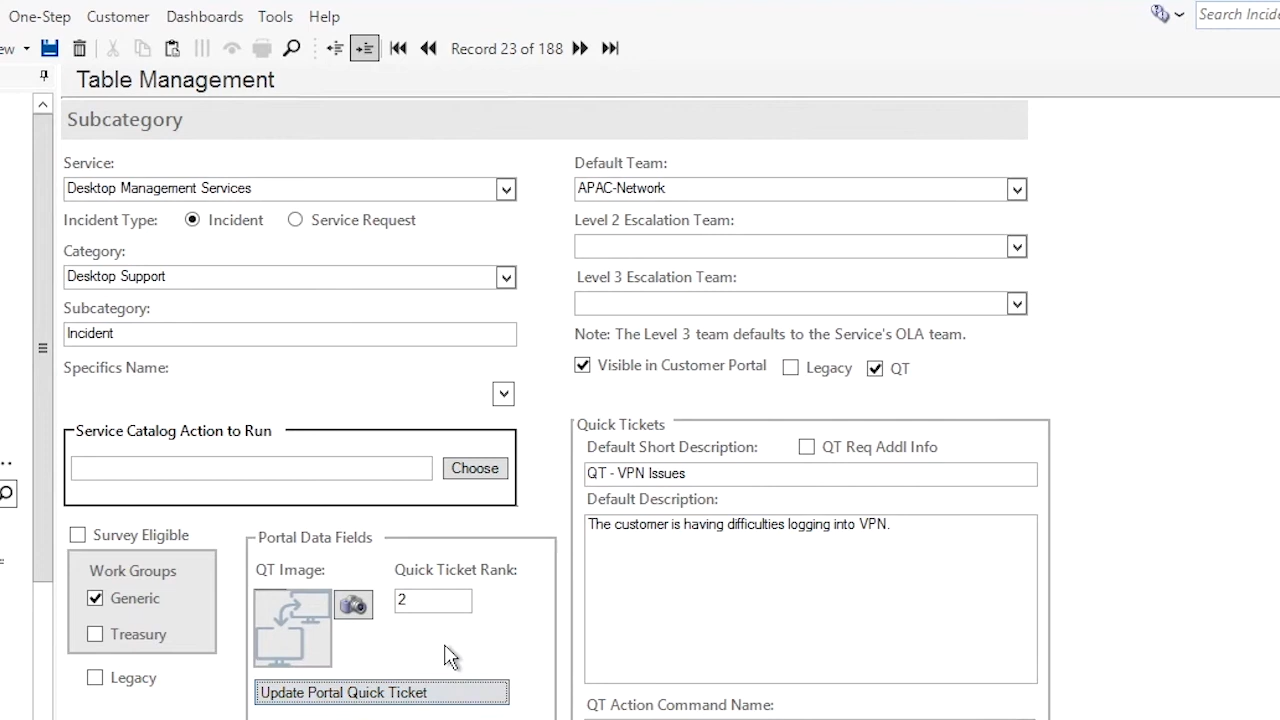 One-Step Customer Dashboards Tools Help
Search Incide
ew
Record 23 of 188
Table Management
Subcategory
Service:
Desktop Management Services
Incident Type: Incident Service Request
Category:
Desktop Support
Subcategory:
Incident
Specifics Name:
Service Catalog Action to Run
Choose
Survey Eligible
Work Groups
Generic
Treasury
Legacy
Portal Data Fields
QT Image: Quick Ticket Rank:
2
Update Portal Quick Ticket
Default Team:
APAC-Network
Level 2 Escalation Team:
Level 3 Escalation Team:
Note: The Level 3 team defaults to the Service's OLA team.
Visible in Customer Portal Legacy QT
Quick Tickets
Default Short Description: QT Req Addl Info
QT - VPN Issues
Default Description:
The customer is having difficulties logging into VPN.
QT Action Command Name: